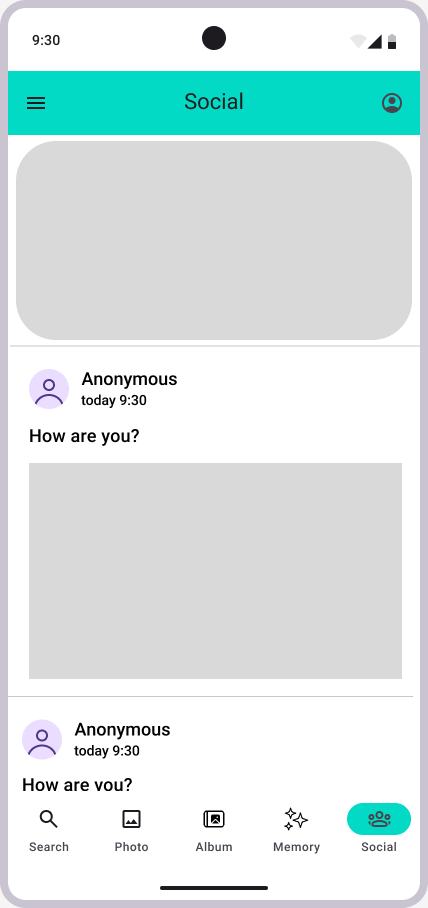 9:30
Social
Anonymous
today 9:30
How are you?
Anonymous
today 9:30
How are you?
Search Photo Album Memory Social